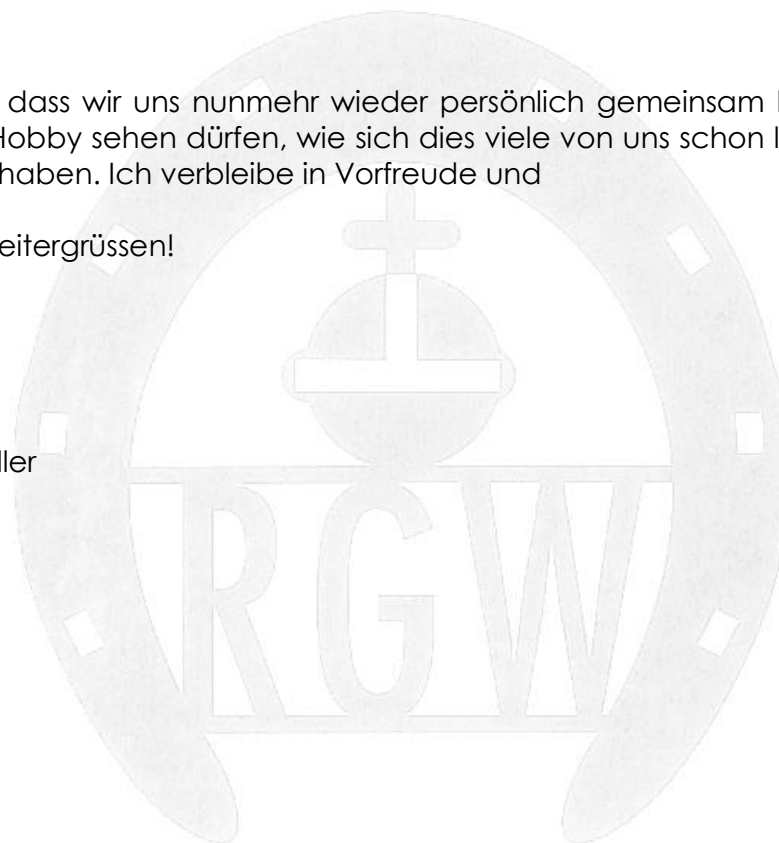 dass wir uns nunmehr wieder persönlich gemeinsam
Hobby sehen dürfen, wie sich dies viele von uns schon
haben. Ich verbleibe in Vorfreude und
eitergrüssen!
ller
RGW